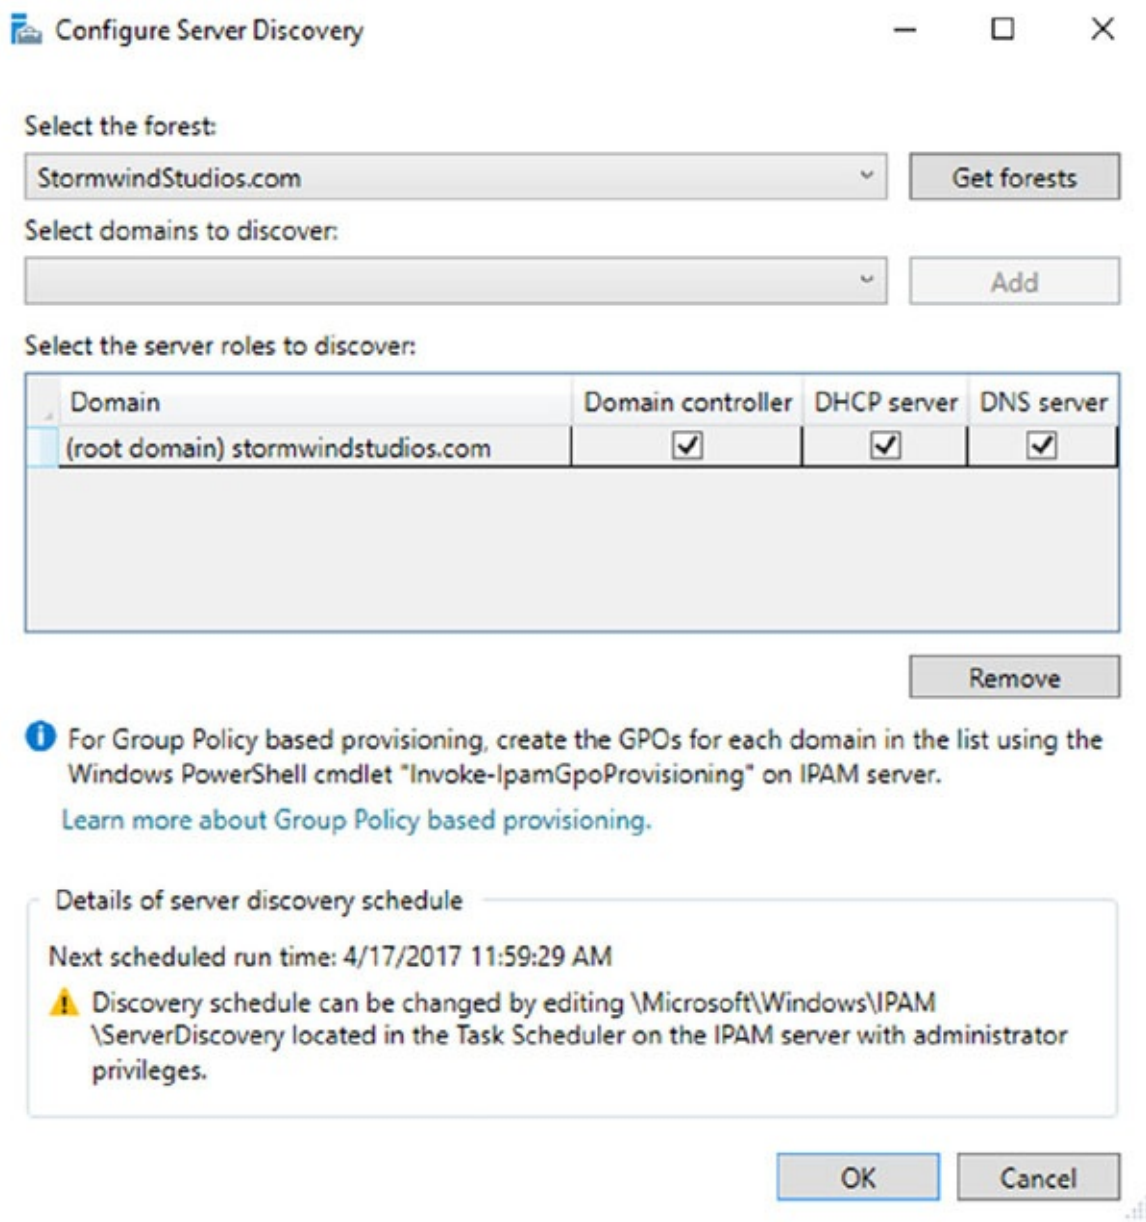 Configure Server Discovery
Select the forest:
StormwindStudios.com
Get forests
Select domains to discover:
Add
Select the server roles to discover:
Domain Domain controller DHCP server DNS server
(root domain) stormwindstudios.com
Remove
For Group Policy based provisioning, create the GPOs for each domain in the list using the
Windows PowerShell cmdlet "Invoke-IpamGpoProvisioning" on IPAM server.
Learn more about Group Policy based provisioning.
Details of server discovery schedule
Next scheduled run time: 4/17/2017 11:59:29 AM
Discovery schedule can be changed by editing \Microsoft\Windows\IPAM
\ServerDiscovery located in the Task Scheduler on the IPAM server with administrator
privileges.
OK
Cancel